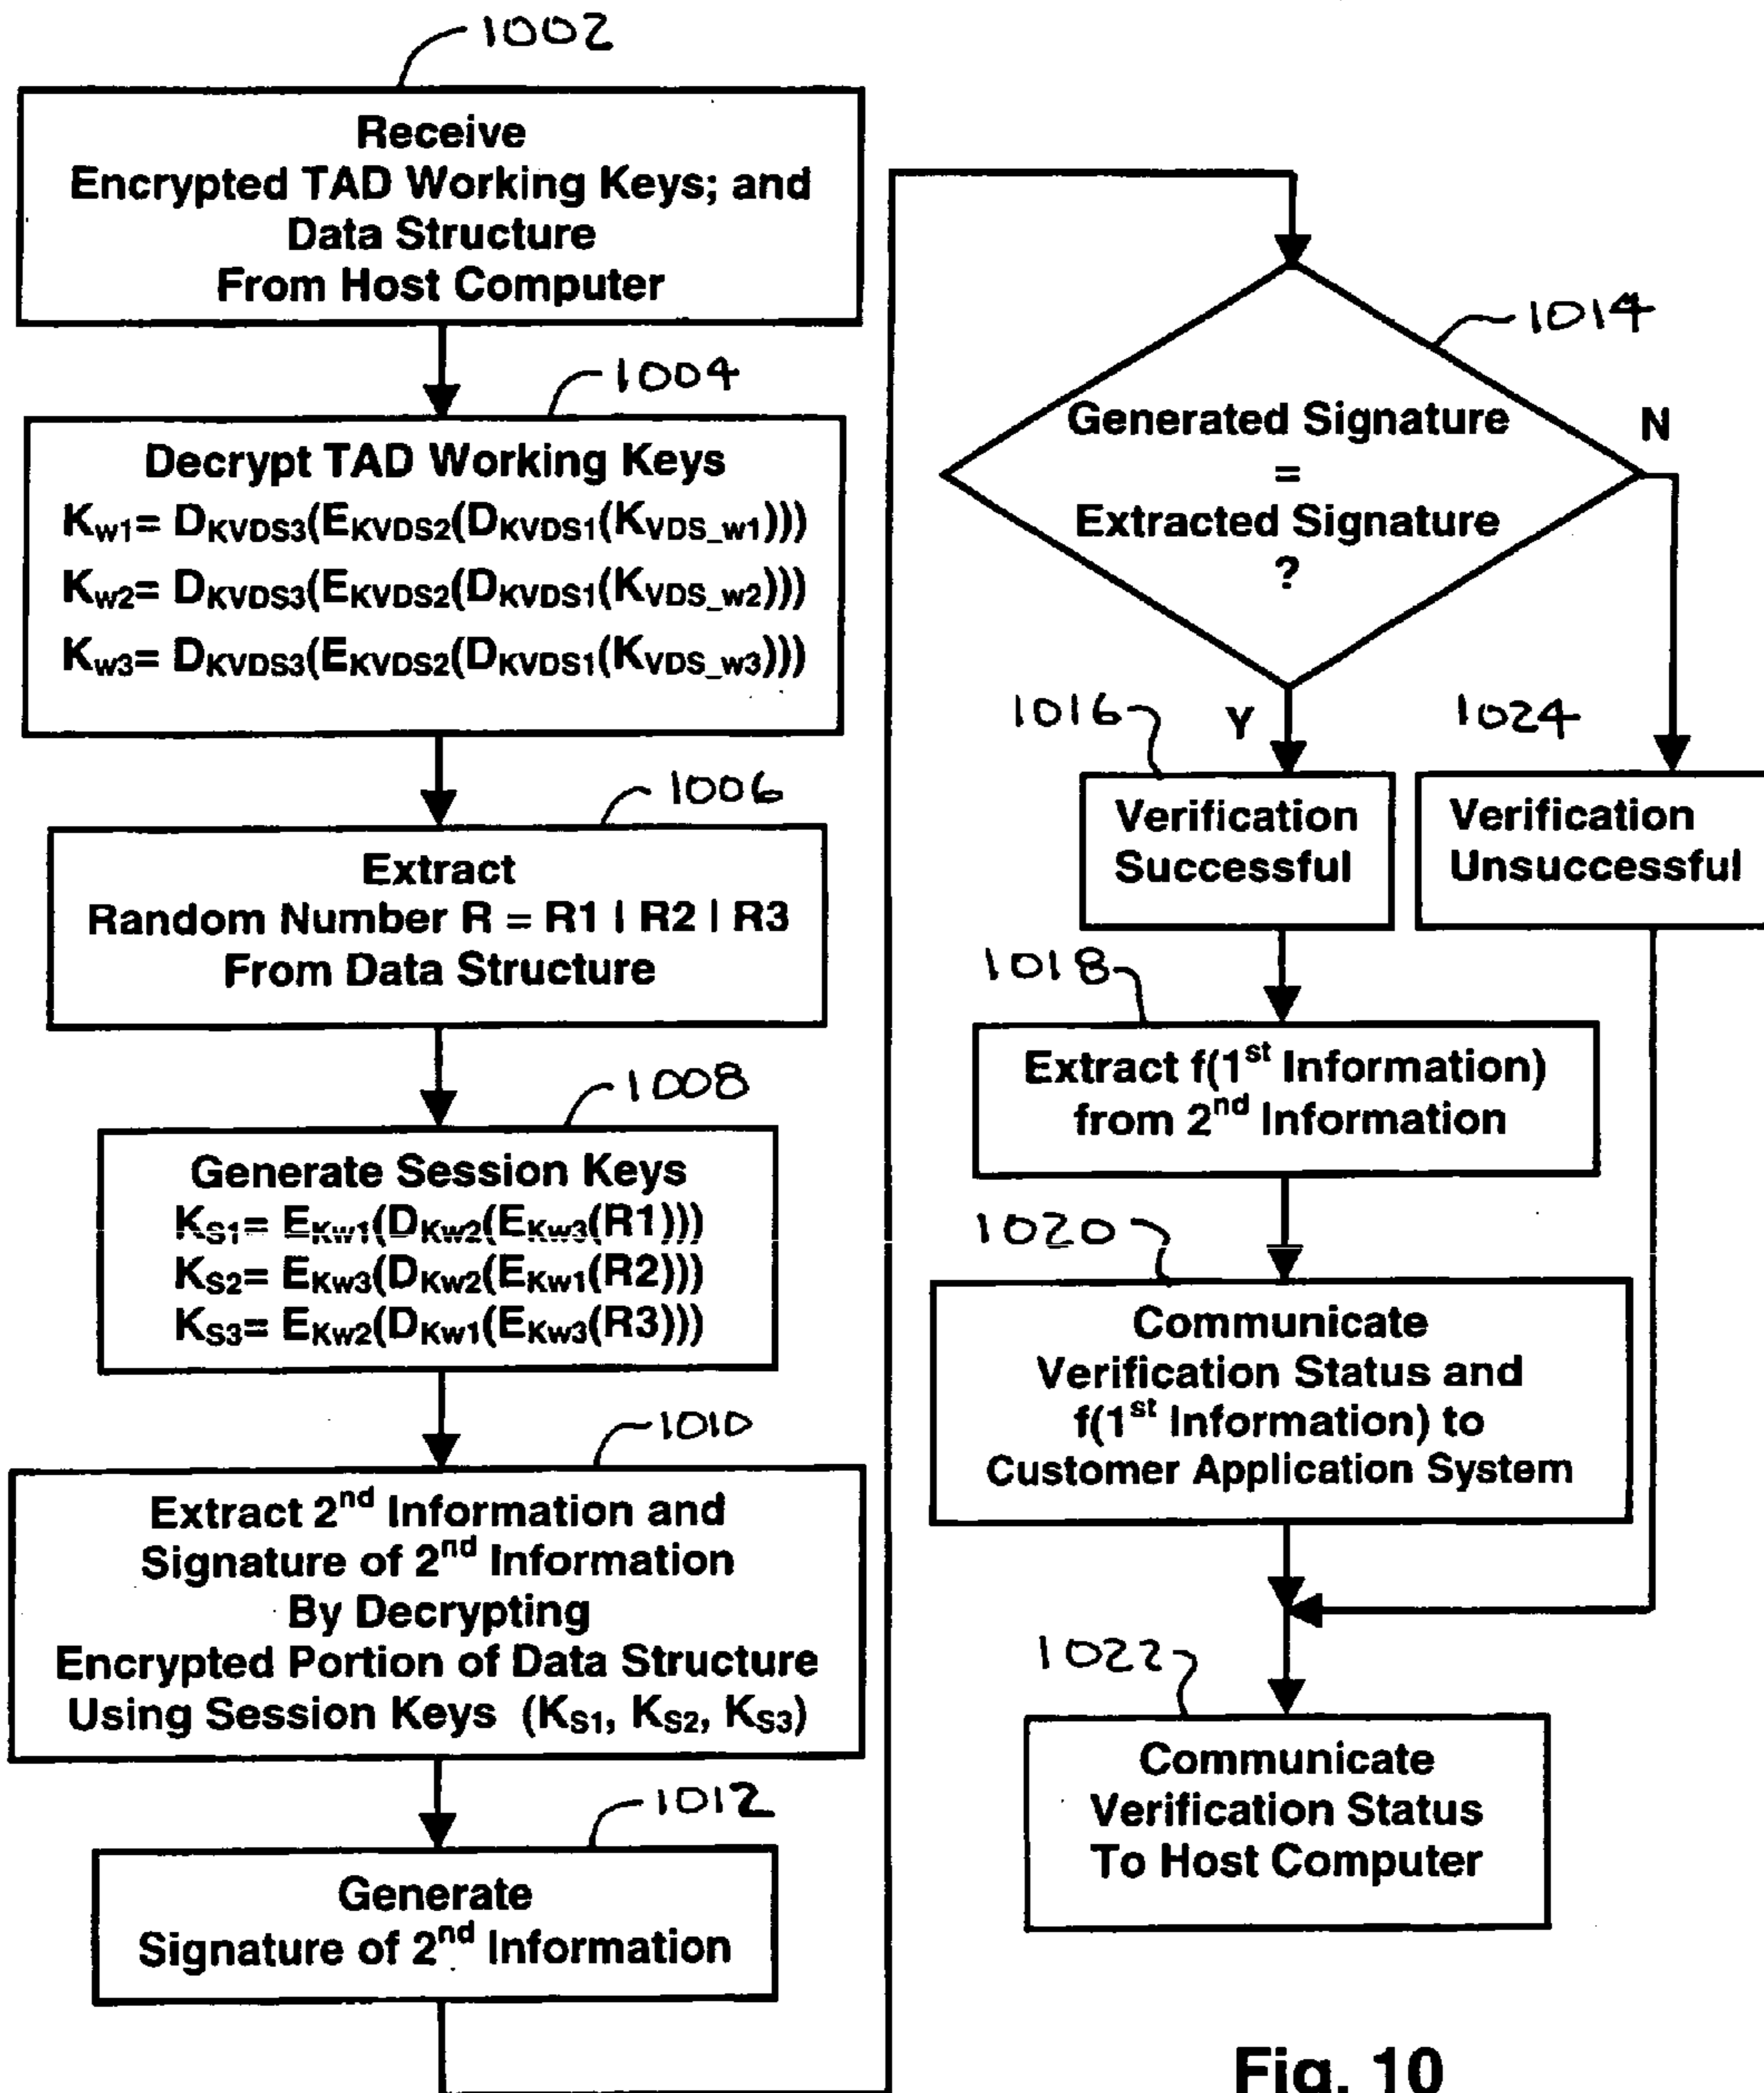 1002
Receive
Encrypted TAD Working Keys; and
Data Structure
From Host Computer
1004
Decrypt TAD Working Keys
Kw1= DKVDS3(EKVDS2(DKVDS1(KVDS_w1)))
Kw2= DKVDS3(EKVDS2(DKVDS1(KVDS_w2)))
Kw3= DKVDS3(EKVDS2(DKVDS1(KVDS_w3)))
1006
Extract
Random Number R = R1 | R2 | R3
From Data Structure
1008
Generate Session Keys
KS1= EKw1(DKw2(EKw3(R1)))
KS2= EKw3(DKw2(EKw1(R2)))
KS3= EKw2(DKw1(EKw3(R3)))
1010
Extract 2nd Information and
Signature of 2nd Information
By Decrypting
Encrypted Portion of Data Structure
Using Session Keys (KS1, KS2, KS3)
1012
Generate
Signature of 2nd Information
1014
Generated Signature
=
Extracted Signature
?
N
Y
1016
Verification
Successful
1024
Verification
Unsuccessful
1018
Extract f(1st Information)
from 2nd Information
1020
Communicate
Verification Status and
f(1st Information) to
Customer Application System
1022
Communicate
Verification Status
To Host Computer
Fig. 10